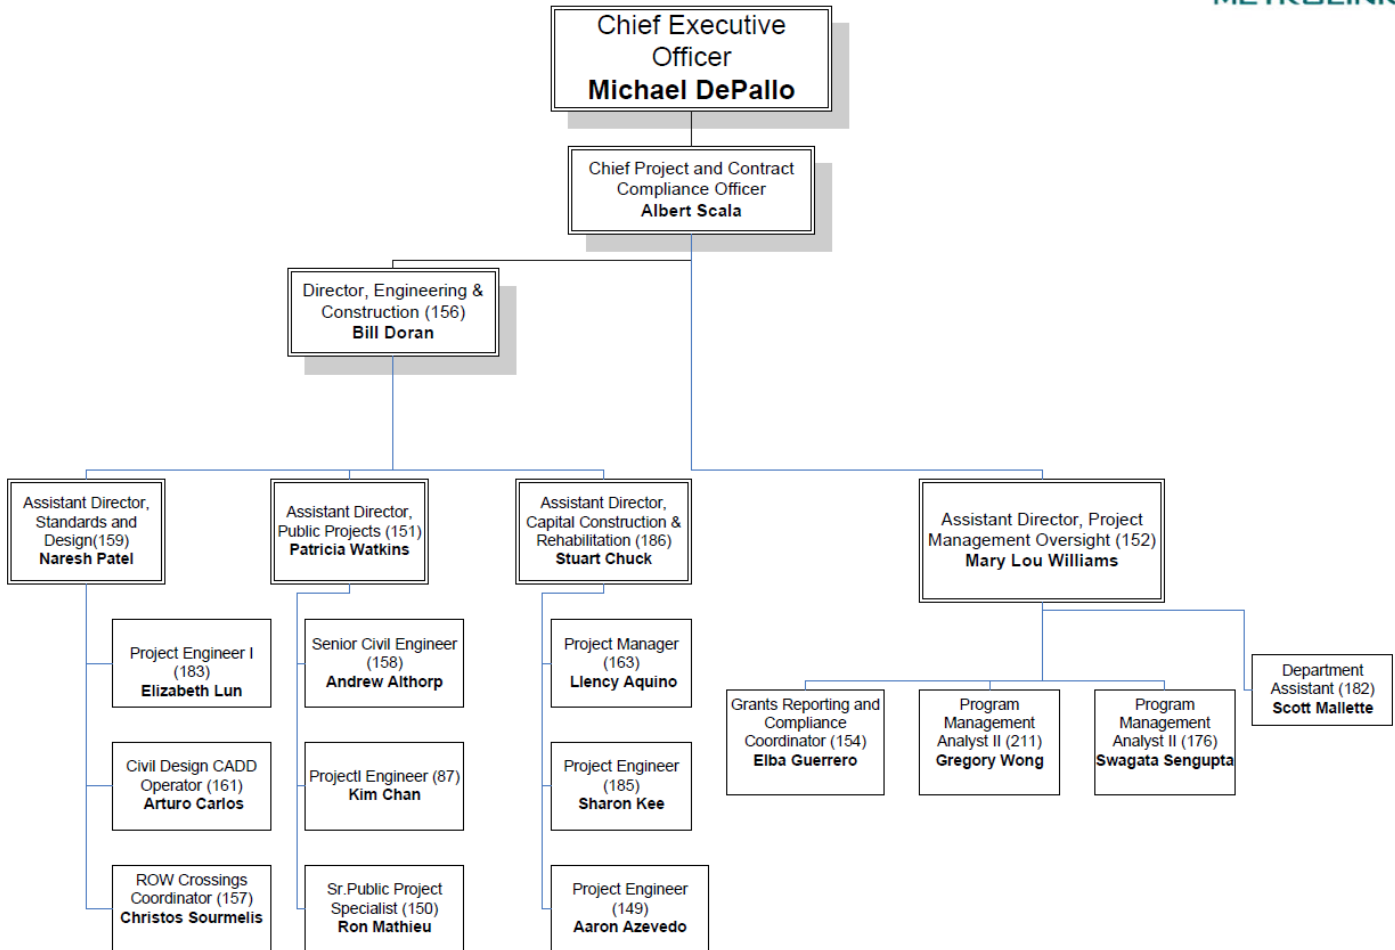 METROLINK
Chief Executive
Officer
Michael DePallo
Chief Project and Contract
Compliance Officer
Albert Scala
Director, Engineering &
Construction (156)
Bill Doran
Assistant Director,
Standards and
Design(159)
Naresh Patel
Assistant Director,
Public Projects (151)
Patricia Watkins
Assistant Director,
Capital Construction &
Rehabilitation (186)
Stuart Chuck
Assistant Director, Project
Management Oversight (152)
Mary Lou Williams
Project Engineer I
(183)
Elizabeth Lun
Senior Civil Engineer
(158)
Andrew Althorp
Project Manager
(163)
Llency Aquino
Department
Assistant (182)
Scott Mallette
Grants Reporting and
Compliance
Coordinator (154)
Elba Guerrero
Program
Management
Analyst II (211)
Gregory Wong
Program
Management
Analyst II (176)
Swagata Sengupta
Civil Design CADD
Operator (161)
Arturo Carlos
ProjectI Engineer (87)
Kim Chan
Project Engineer
(185)
Sharon Kee
ROW Crossings
Coordinator (157)
Christos Sourmelis
Sr.Public Project
Specialist (150)
Ron Mathieu
Project Engineer
(149)
Aaron Azevedo